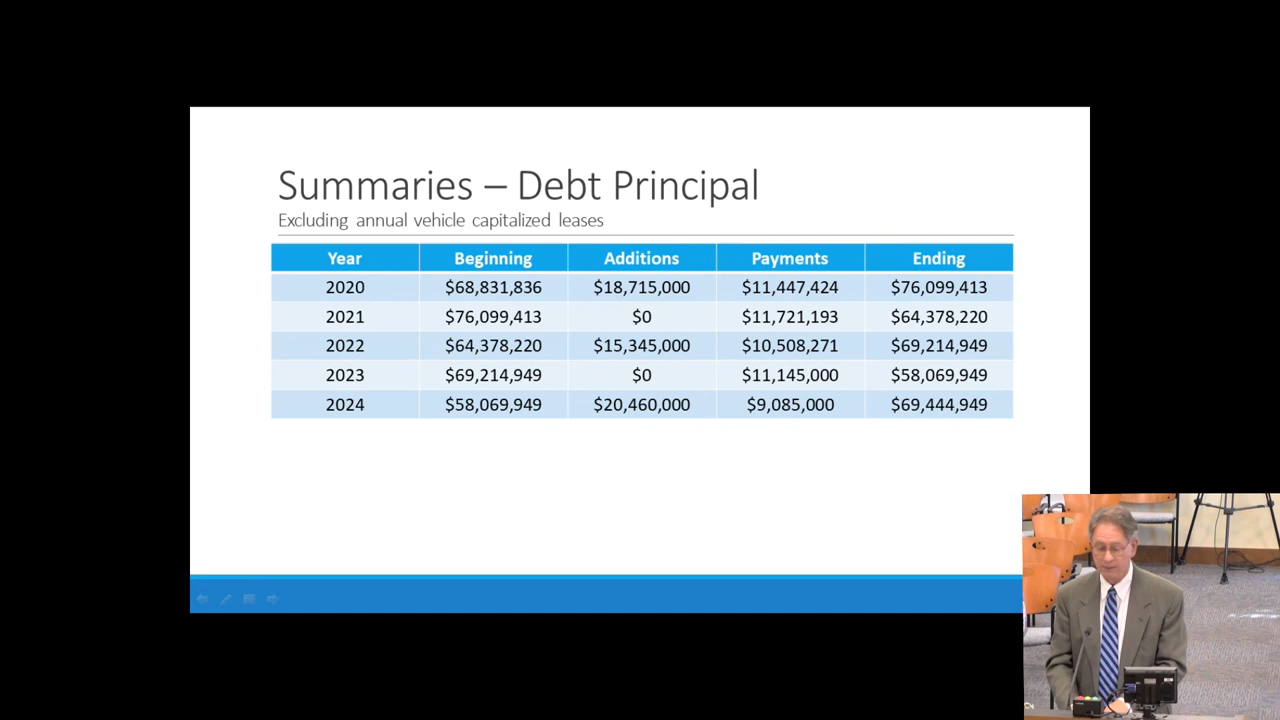 Summaries – Debt Principal
Excluding annual vehicle capitalized leases
Year Beginning Additions Payments Ending
2020 $68,831,836 $18,715,000 $11,447,424 $76,099,413
2021 $76,099,413 $0 $11,721,193 $64,378,220
2022 $64,378,220 $15,345,000 $10,508,271 $69,214,949
2023 $69,214,949 $0 $11,145,000 $58,069,949
2024 $58,069,949 $20,460,000 $9,085,000 $69,444,949